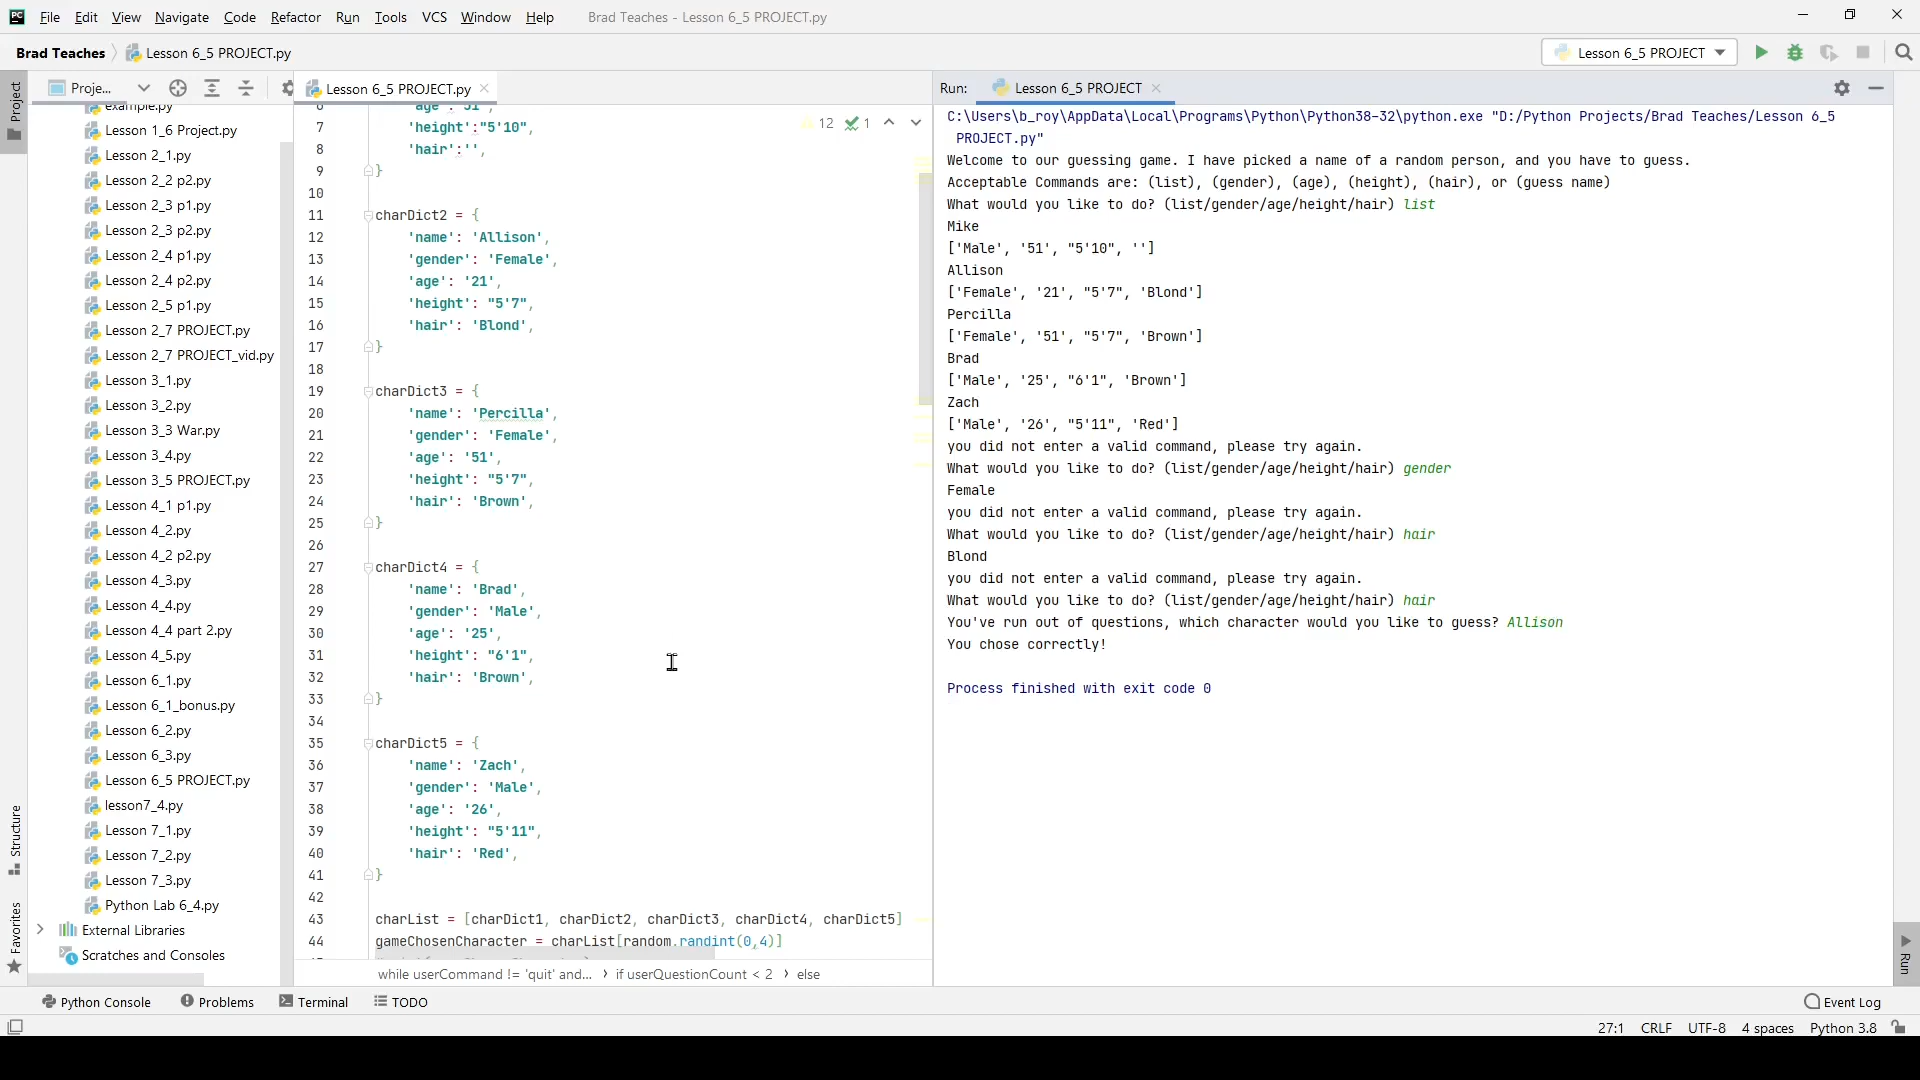 File Edit View Navigate Code Refactor Run Tools VCS Window Help Brad Teaches - Lesson 6_5 PROJECT.py
Brad Teaches Lesson 6_5 PROJECT.py
Lesson 6_5 PROJECT
Project
Proje...
example.py
Lesson 1_6 Project.py
Lesson 2_1.py
Lesson 2_2 p2.py
Lesson 2_3 p1.py
Lesson 2_3 p2.py
Lesson 2_4 p1.py
Lesson 2_4 p2.py
Lesson 2_5 p1.py
Lesson 2_7 PROJECT.py
Lesson 2_7 PROJECT_vid.py
Lesson 3_1.py
Lesson 3_2.py
Lesson 3_3 War.py
Lesson 3_4.py
Lesson 3_5 PROJECT.py
Lesson 4_1 p1.py
Lesson 4_2.py
Lesson 4_2 p2.py
Lesson 4_3.py
Lesson 4_4.py
Lesson 4_4 part 2.py
Lesson 4_5.py
Lesson 6_1.py
Lesson 6_1_bonus.py
Lesson 6_2.py
Lesson 6_3.py
Lesson 6_5 PROJECT.py
lesson7_4.py
Lesson 7_1.py
Lesson 7_2.py
Lesson 7_3.py
Python Lab 6_4.py
External Libraries
Scratches and Consoles
Structure
Favorites
Lesson 6_5 PROJECT.py
12 1
6 'age': '51',
7 'height':"5'10",
8 'hair':'',
9 }
10
11 charDict2 = {
12 'name': 'Allison',
13 'gender': 'Female',
14 'age': '21',
15 'height': "5'7",
16 'hair': 'Blond',
17 }
18
19 charDict3 = {
20 'name': 'Percilla',
21 'gender': 'Female',
22 'age': '51',
23 'height': "5'7",
24 'hair': 'Brown',
25 }
26
27 charDict4 = {
28 'name': 'Brad',
29 'gender': 'Male',
30 'age': '25',
31 'height': "6'1",
32 'hair': 'Brown',
33 }
34
35 charDict5 = {
36 'name': 'Zach',
37 'gender': 'Male',
38 'age': '26',
39 'height': "5'11",
40 'hair': 'Red',
41 }
42
43 charList = [charDict1, charDict2, charDict3, charDict4, charDict5]
44 gameChosenCharacter = charList[random.randint(0,4)]
while userCommand != 'quit' and... if userQuestionCount < 2 else
Run: Lesson 6_5 PROJECT
C:\Users\b_roy\AppData\Local\Programs\Python\Python38-32\python.exe "D:/Python Projects/Brad Teaches/Lesson 6_5
PROJECT.py"
Welcome to our guessing game. I have picked a name of a random person, and you have to guess.
Acceptable Commands are: (list), (gender), (age), (height), (hair), or (guess name)
What would you like to do? (list/gender/age/height/hair) list
Mike
['Male', '51', "5'10", '']
Allison
['Female', '21', "5'7", 'Blond']
Percilla
['Female', '51', "5'7", 'Brown']
Brad
['Male', '25', "6'1", 'Brown']
Zach
['Male', '26', "5'11", 'Red']
you did not enter a valid command, please try again.
What would you like to do? (list/gender/age/height/hair) gender
Female
you did not enter a valid command, please try again.
What would you like to do? (list/gender/age/height/hair) hair
Blond
you did not enter a valid command, please try again.
What would you like to do? (list/gender/age/height/hair) hair
You've run out of questions, which character would you like to guess? Allison
You chose correctly!
Process finished with exit code 0
Run
Python Console Problems Terminal TODO Event Log
27:1 CRLF UTF-8 4 spaces Python 3.8